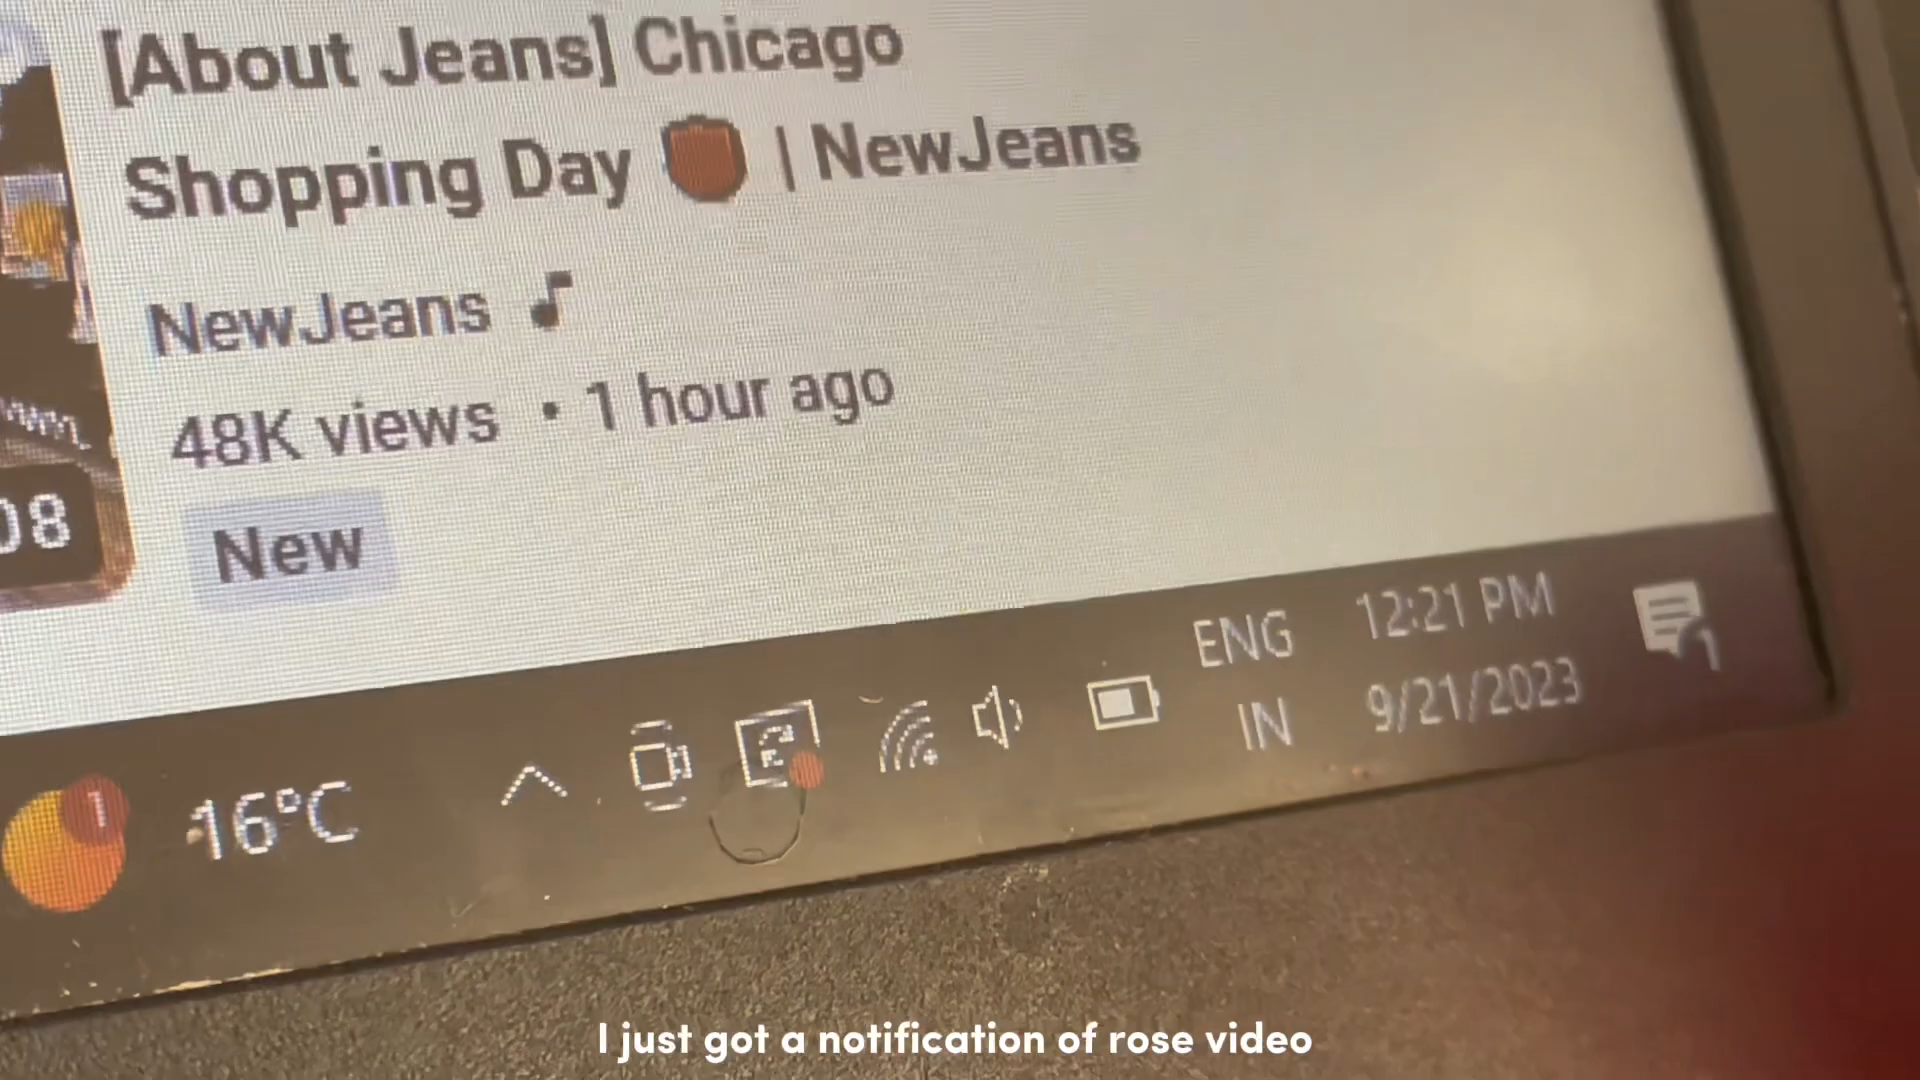 [About Jeans] Chicago
Shopping Day | NewJeans
NewJeans
48K views • 1 hour ago
08
New
ENG
12:21 PM
1
IN
9/21/2023
1
16°C
I just got a notification of rose video